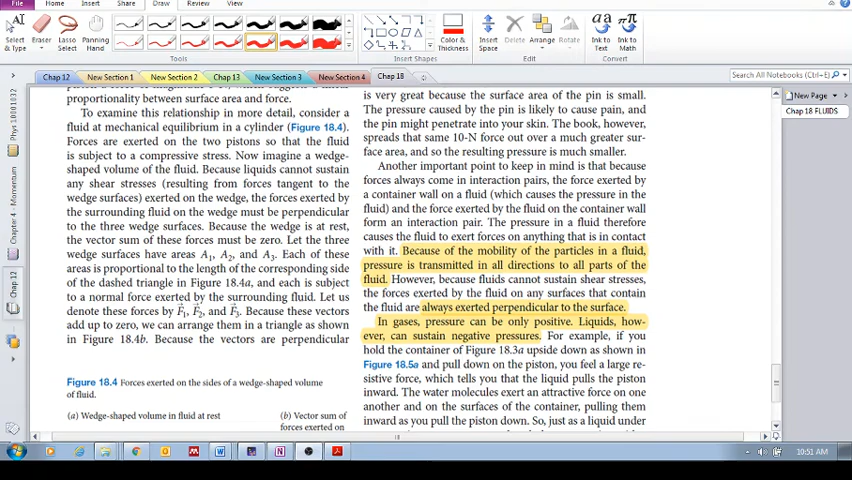 File
Home
Insert
Share
Draw
Review
View
Select & Type
Eraser
Lasso Select
Panning Hand
Tools
Color & Thickness
Shapes
Insert Space
Delete
Arrange
Edit
Ink to Text
Ink to Math
Convert
Chap 12
New Section 1
New Section 2
Chap 13
New Section 3
New Section 4
Chap 18
Search All Notebooks (Ctrl+E)
New Page
Chap 18 FLUIDS
Phys 1000 1012
Chapter 4 - Momentum
Chap 12
proportionality between surface area and force.
To examine this relationship in more detail, consider a
fluid at mechanical equilibrium in a cylinder (Figure 18.4).
Forces are exerted on the two pistons so that the fluid
is subject to a compressive stress. Now imagine a wedge-
shaped volume of the fluid. Because liquids cannot sustain
any shear stresses (resulting from forces tangent to the
wedge surfaces) exerted on the wedge, the forces exerted by
the surrounding fluid on the wedge must be perpendicular
to the three wedge surfaces. Because the wedge is at rest,
the vector sum of these forces must be zero. Let the three
wedge surfaces have areas A1, A2, and A3. Each of these
areas is proportional to the length of the corresponding side
of the dashed triangle in Figure 18.4a, and each is subject
to a normal force exerted by the surrounding fluid. Let us
denote these forces by F⃗1, F⃗2, and F⃗3. Because these vectors
add up to zero, we can arrange them in a triangle as shown
in Figure 18.4b. Because the vectors are perpendicular
Figure 18.4 Forces exerted on the sides of a wedge-shaped volume
of fluid.
(a) Wedge-shaped volume in fluid at rest
(b) Vector sum of
forces exerted on
is very great because the surface area of the pin is small.
The pressure caused by the pin is likely to cause pain, and
the pin might penetrate into your skin. The book, however,
spreads that same 10-N force out over a much greater sur-
face area, and so the resulting pressure is much smaller.
Another important point to keep in mind is that because
forces always come in interaction pairs, the force exerted by
a container wall on a fluid (which causes the pressure in the
fluid) and the force exerted by the fluid on the container wall
form an interaction pair. The pressure in a fluid therefore
causes the fluid to exert forces on anything that is in contact
with it. Because of the mobility of the particles in a fluid,
pressure is transmitted in all directions to all parts of the
fluid. However, because fluids cannot sustain shear stresses,
the forces exerted by the fluid on any surfaces that contain
the fluid are always exerted perpendicular to the surface.
In gases, pressure can be only positive. Liquids, how-
ever, can sustain negative pressures. For example, if you
hold the container of Figure 18.3a upside down as shown in
Figure 18.5a and pull down on the piston, you feel a large re-
sistive force, which tells you that the liquid pulls the piston
inward. The water molecules exert an attractive force on one
another and on the surfaces of the container, pulling them
inward as you pull the piston down. So, just as a liquid under
10:51 AM